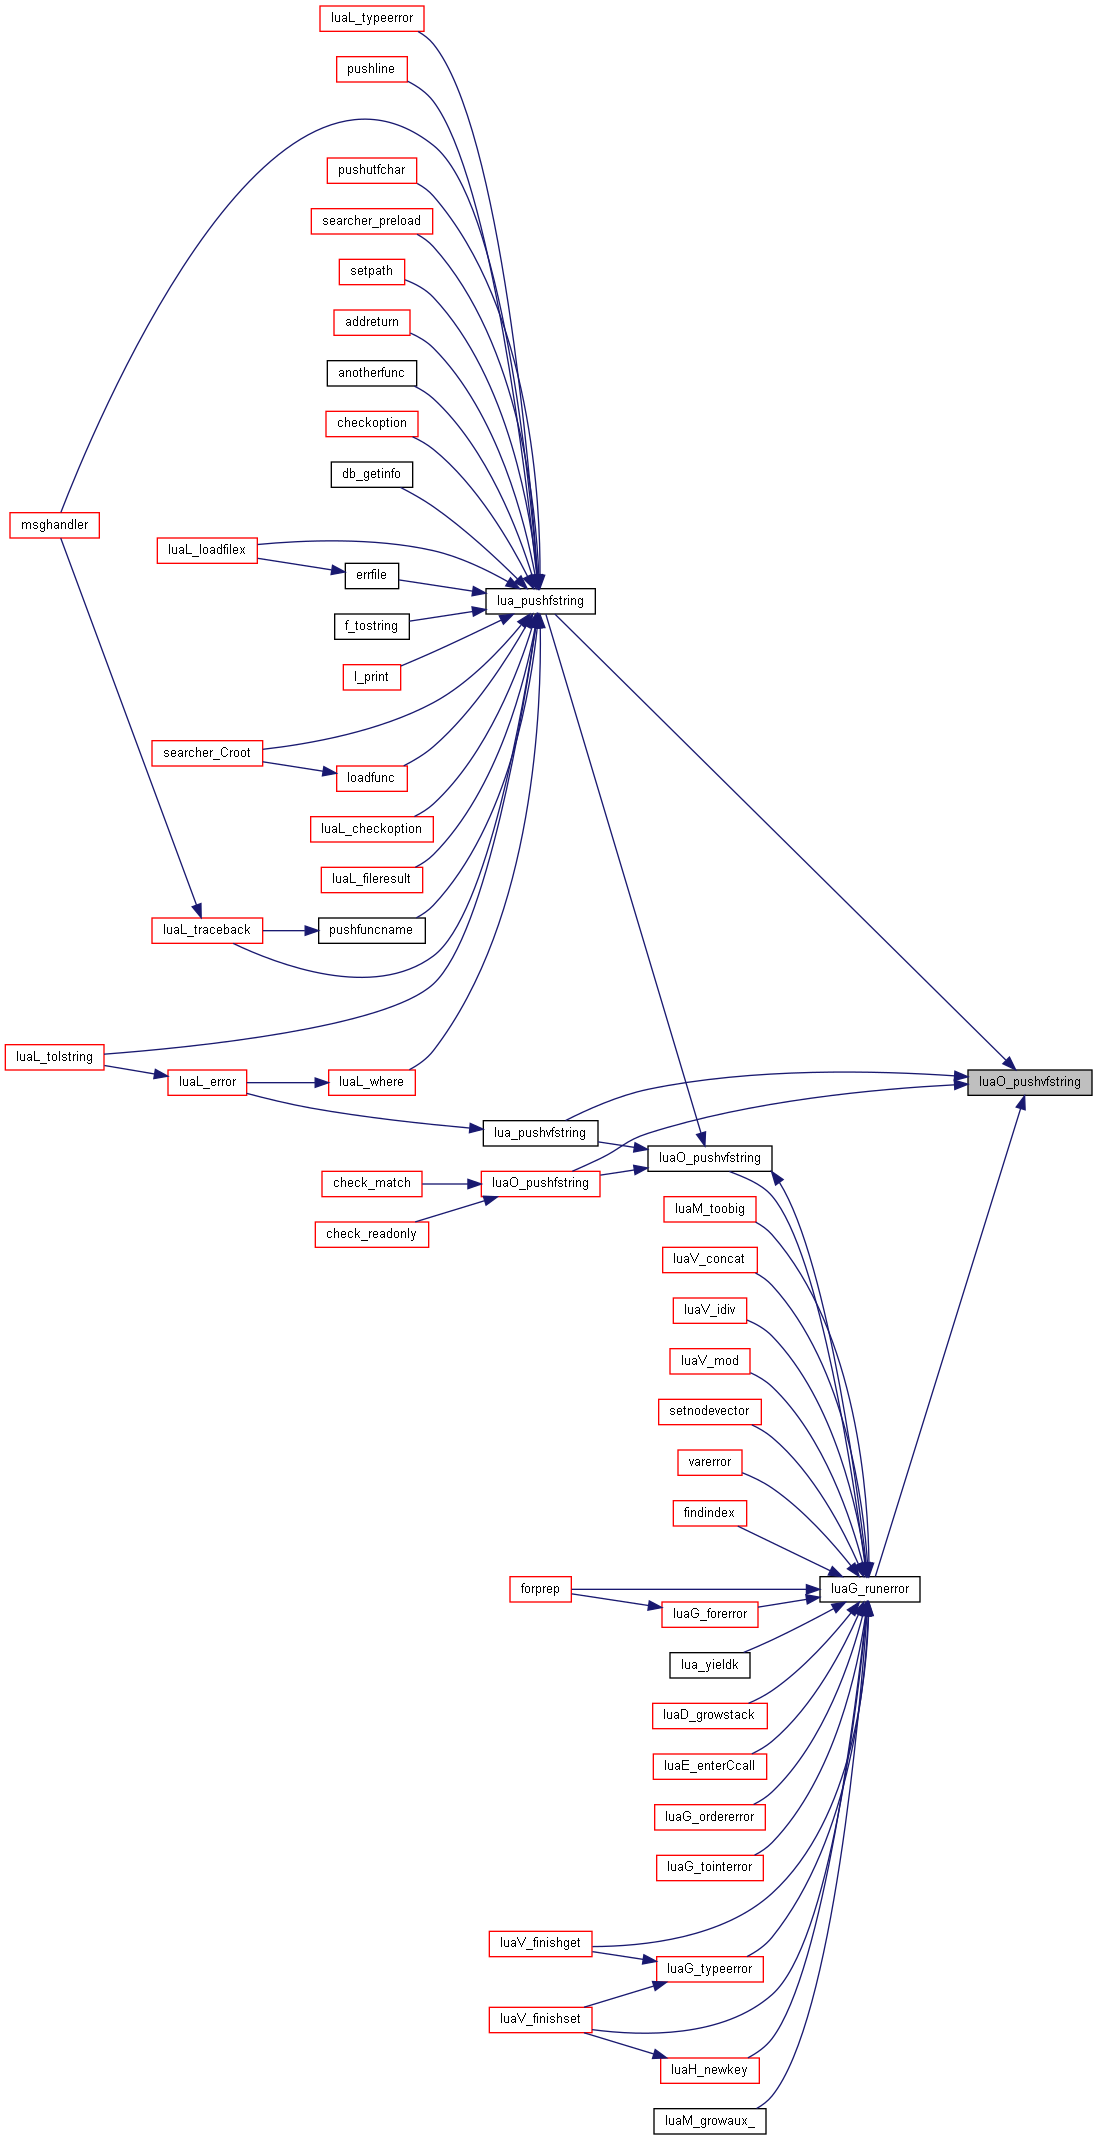 luaL_typeerror
pushline
pushutfchar
searcher_preload
setpath
addreturn
anotherfunc
checkoption
db_getinfo
msghandler
luaL_loadfilex
errfile
lua_pushfstring
f_tostring
l_print
searcher_Croot
loadfunc
luaL_checkoption
luaL_fileresult
luaL_traceback
pushfuncname
luaL_tolstring
luaL_error
luaL_where
luaO_pushvfstring
lua_pushvfstring
luaO_pushvfstring
check_match
luaO_pushfstring
luaM_toobig
check_readonly
luaV_concat
luaV_idiv
luaV_mod
setnodevector
varerror
findindex
forprep
luaG_runerror
luaG_forerror
lua_yieldk
luaD_growstack
luaE_enterCcall
luaG_ordererror
luaG_tointerror
luaV_finishget
luaG_typeerror
luaV_finishset
luaH_newkey
luaM_growaux_